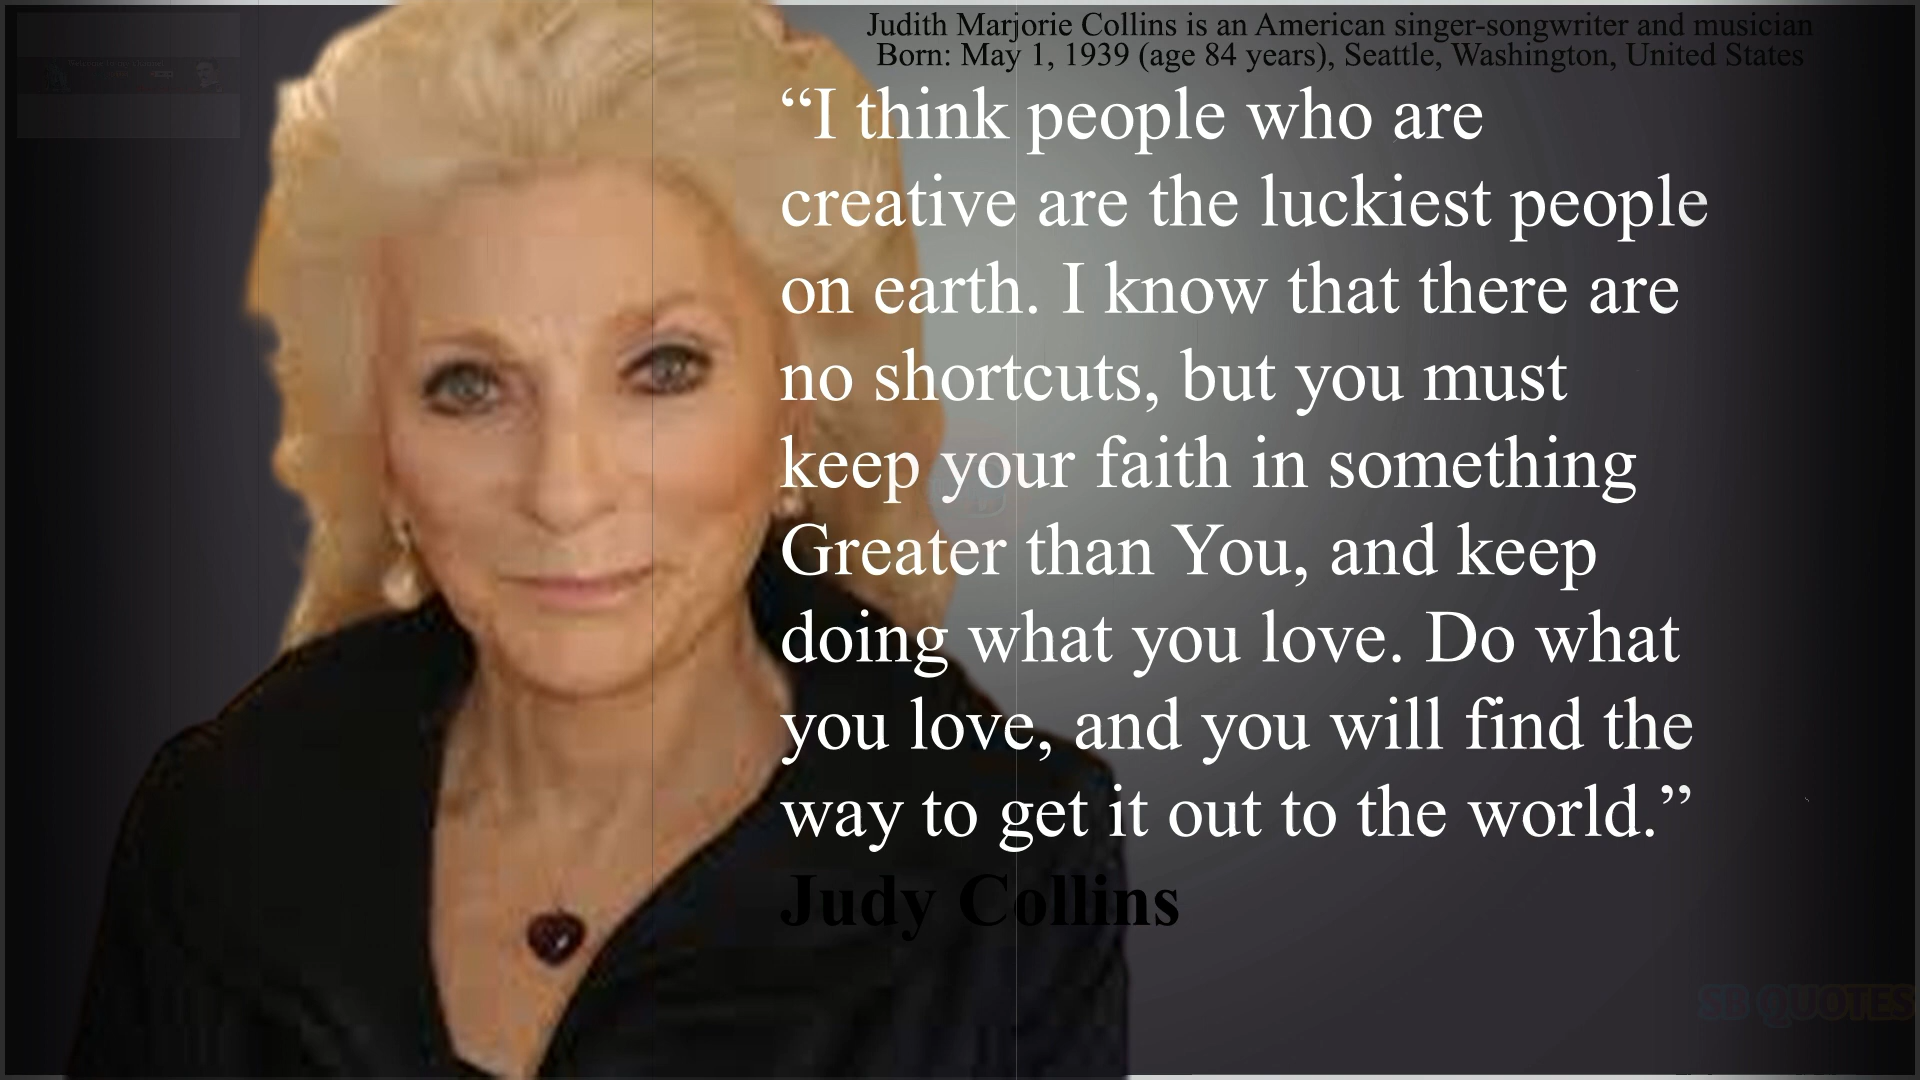 Judith Marjorie Collins is an American singer-songwriter and musician
Born: May 1, 1939 (age 84 years), Seattle, Washington, United States
“I think people who are
creative are the luckiest people
on earth. I know that there are
no shortcuts, but you must
keep your faith in something
Greater than You, and keep
doing what you love. Do what
you love, and you will find the
way to get it out to the world.”
Judy Collins
SB QUOTES